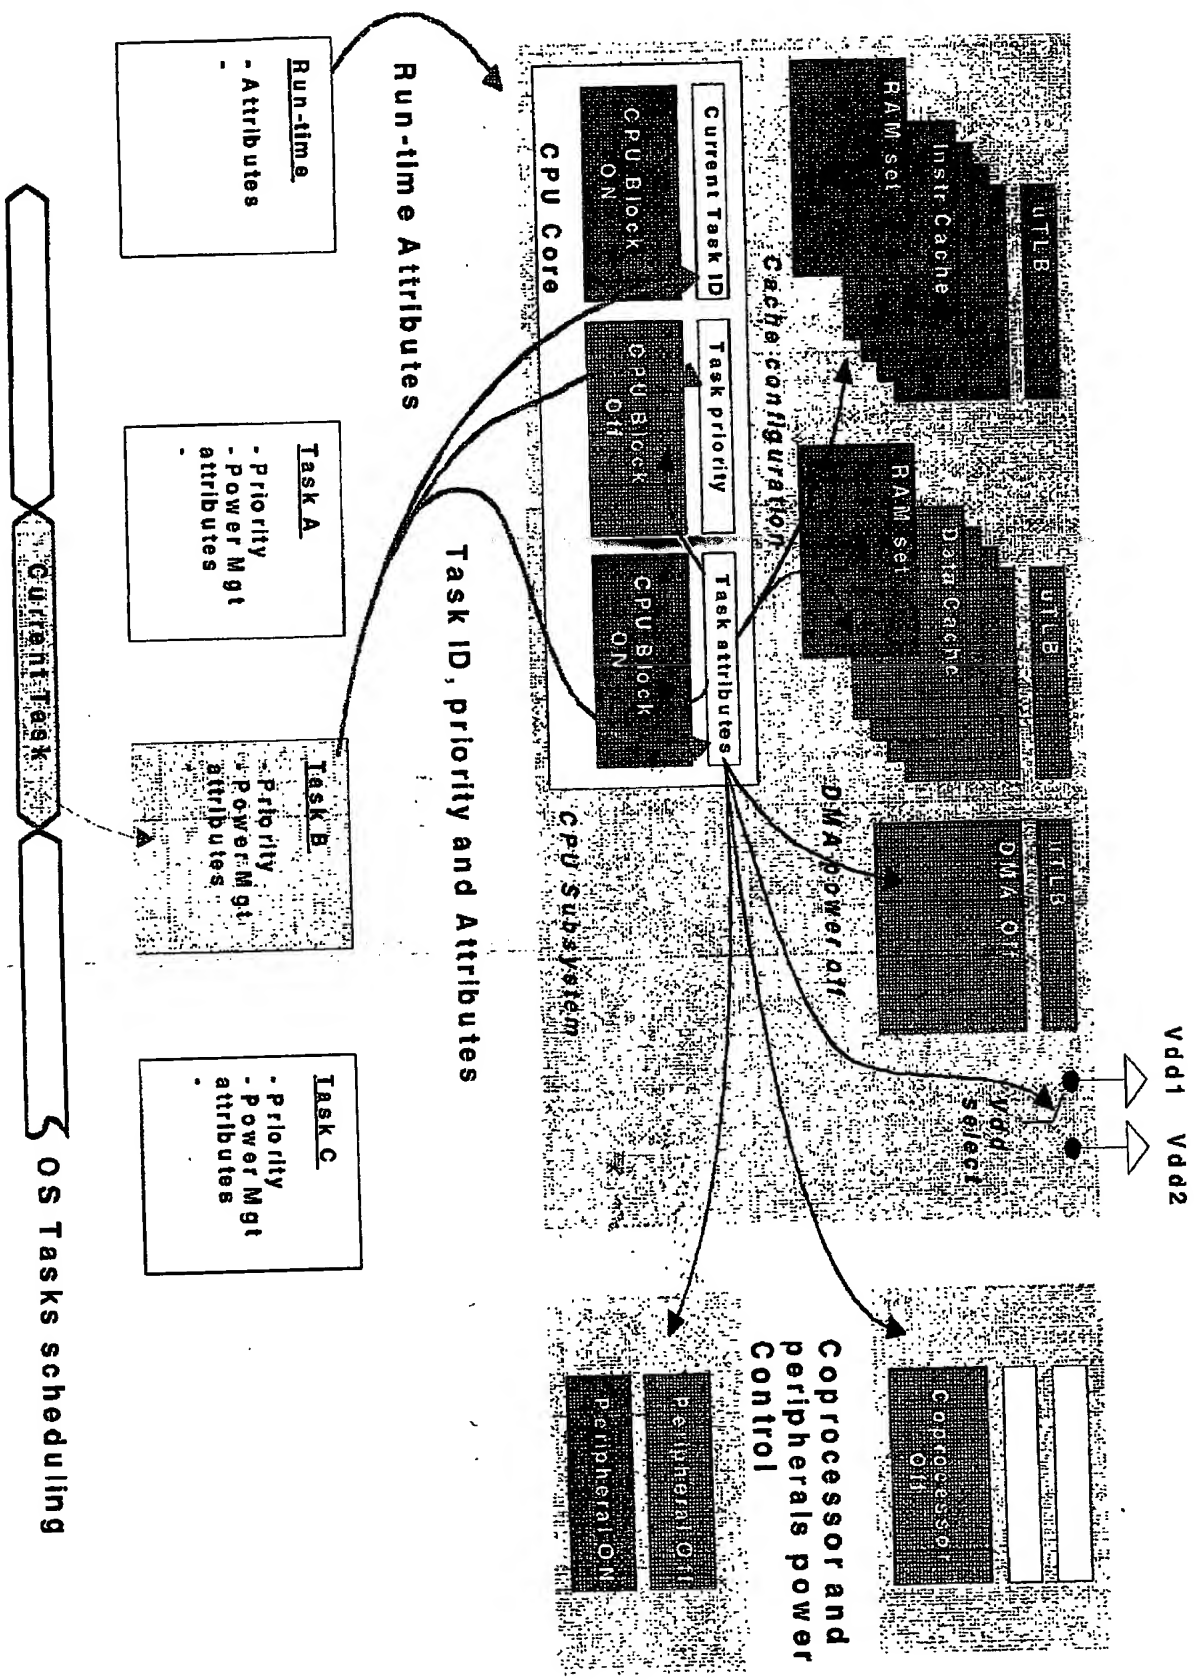 Vdd1
Vdd2
uTLB
Instr Cache
RAM set
uTLB
Data Cache
RAM set
uTLB
DMA Off
Vdd
select
Cache configuration
DMA power off
Current Task ID
Task priority
Task attributes
CPU Block
ON
CPU Block
Off
CPU Block
ON
CPU Core
CPU Subsystem
Coprocessor
Off
Coprocessor and
peripherals power
Control
Peripheral Off
Peripheral ON
Run-time Attributes
Task ID, priority and Attributes
Run-time
- Attributes
-
Task A
- Priority
- Power Mgt
attributes
-
Task B
- Priority
- Power Mgt
attributes
Task C
- Priority
- Power Mgt
attributes
-
Current Task
OS Tasks scheduling